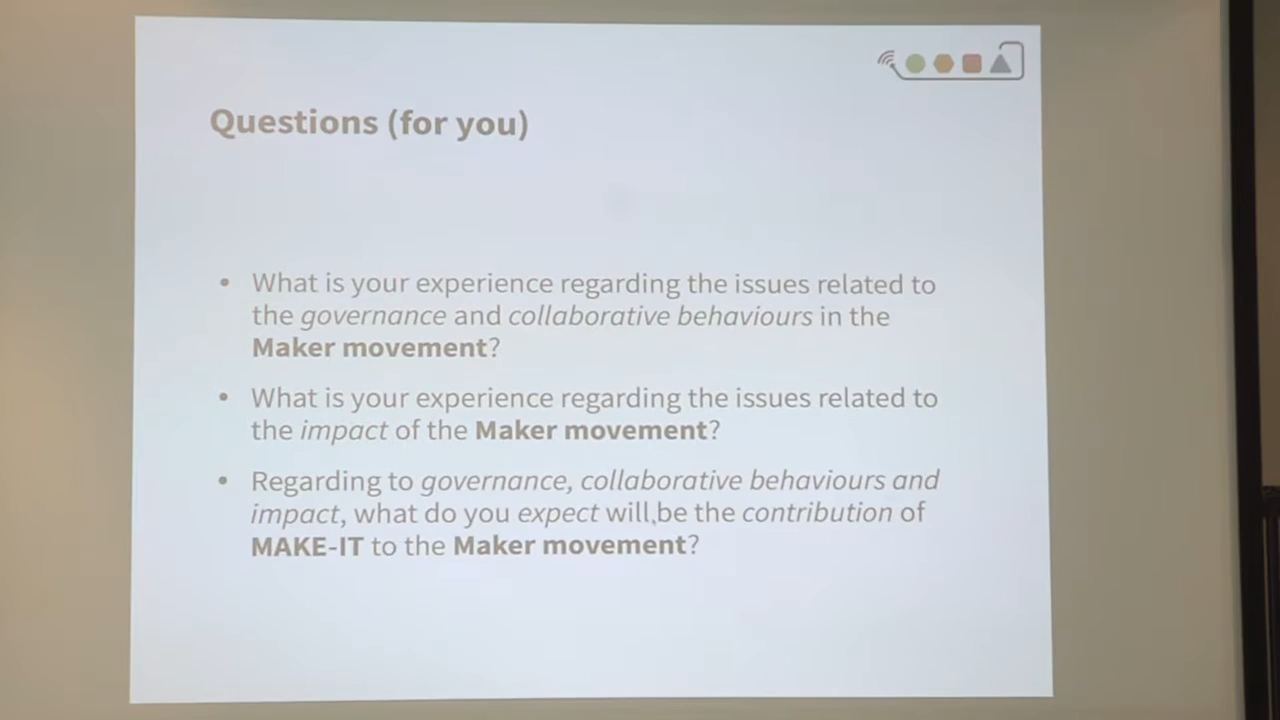 Questions (for you)
• What is your experience regarding the issues related to
the governance and collaborative behaviours in the
Maker movement?
• What is your experience regarding the issues related to
the impact of the Maker movement?
• Regarding to governance, collaborative behaviours and
impact, what do you expect will be the contribution of
MAKE-IT to the Maker movement?